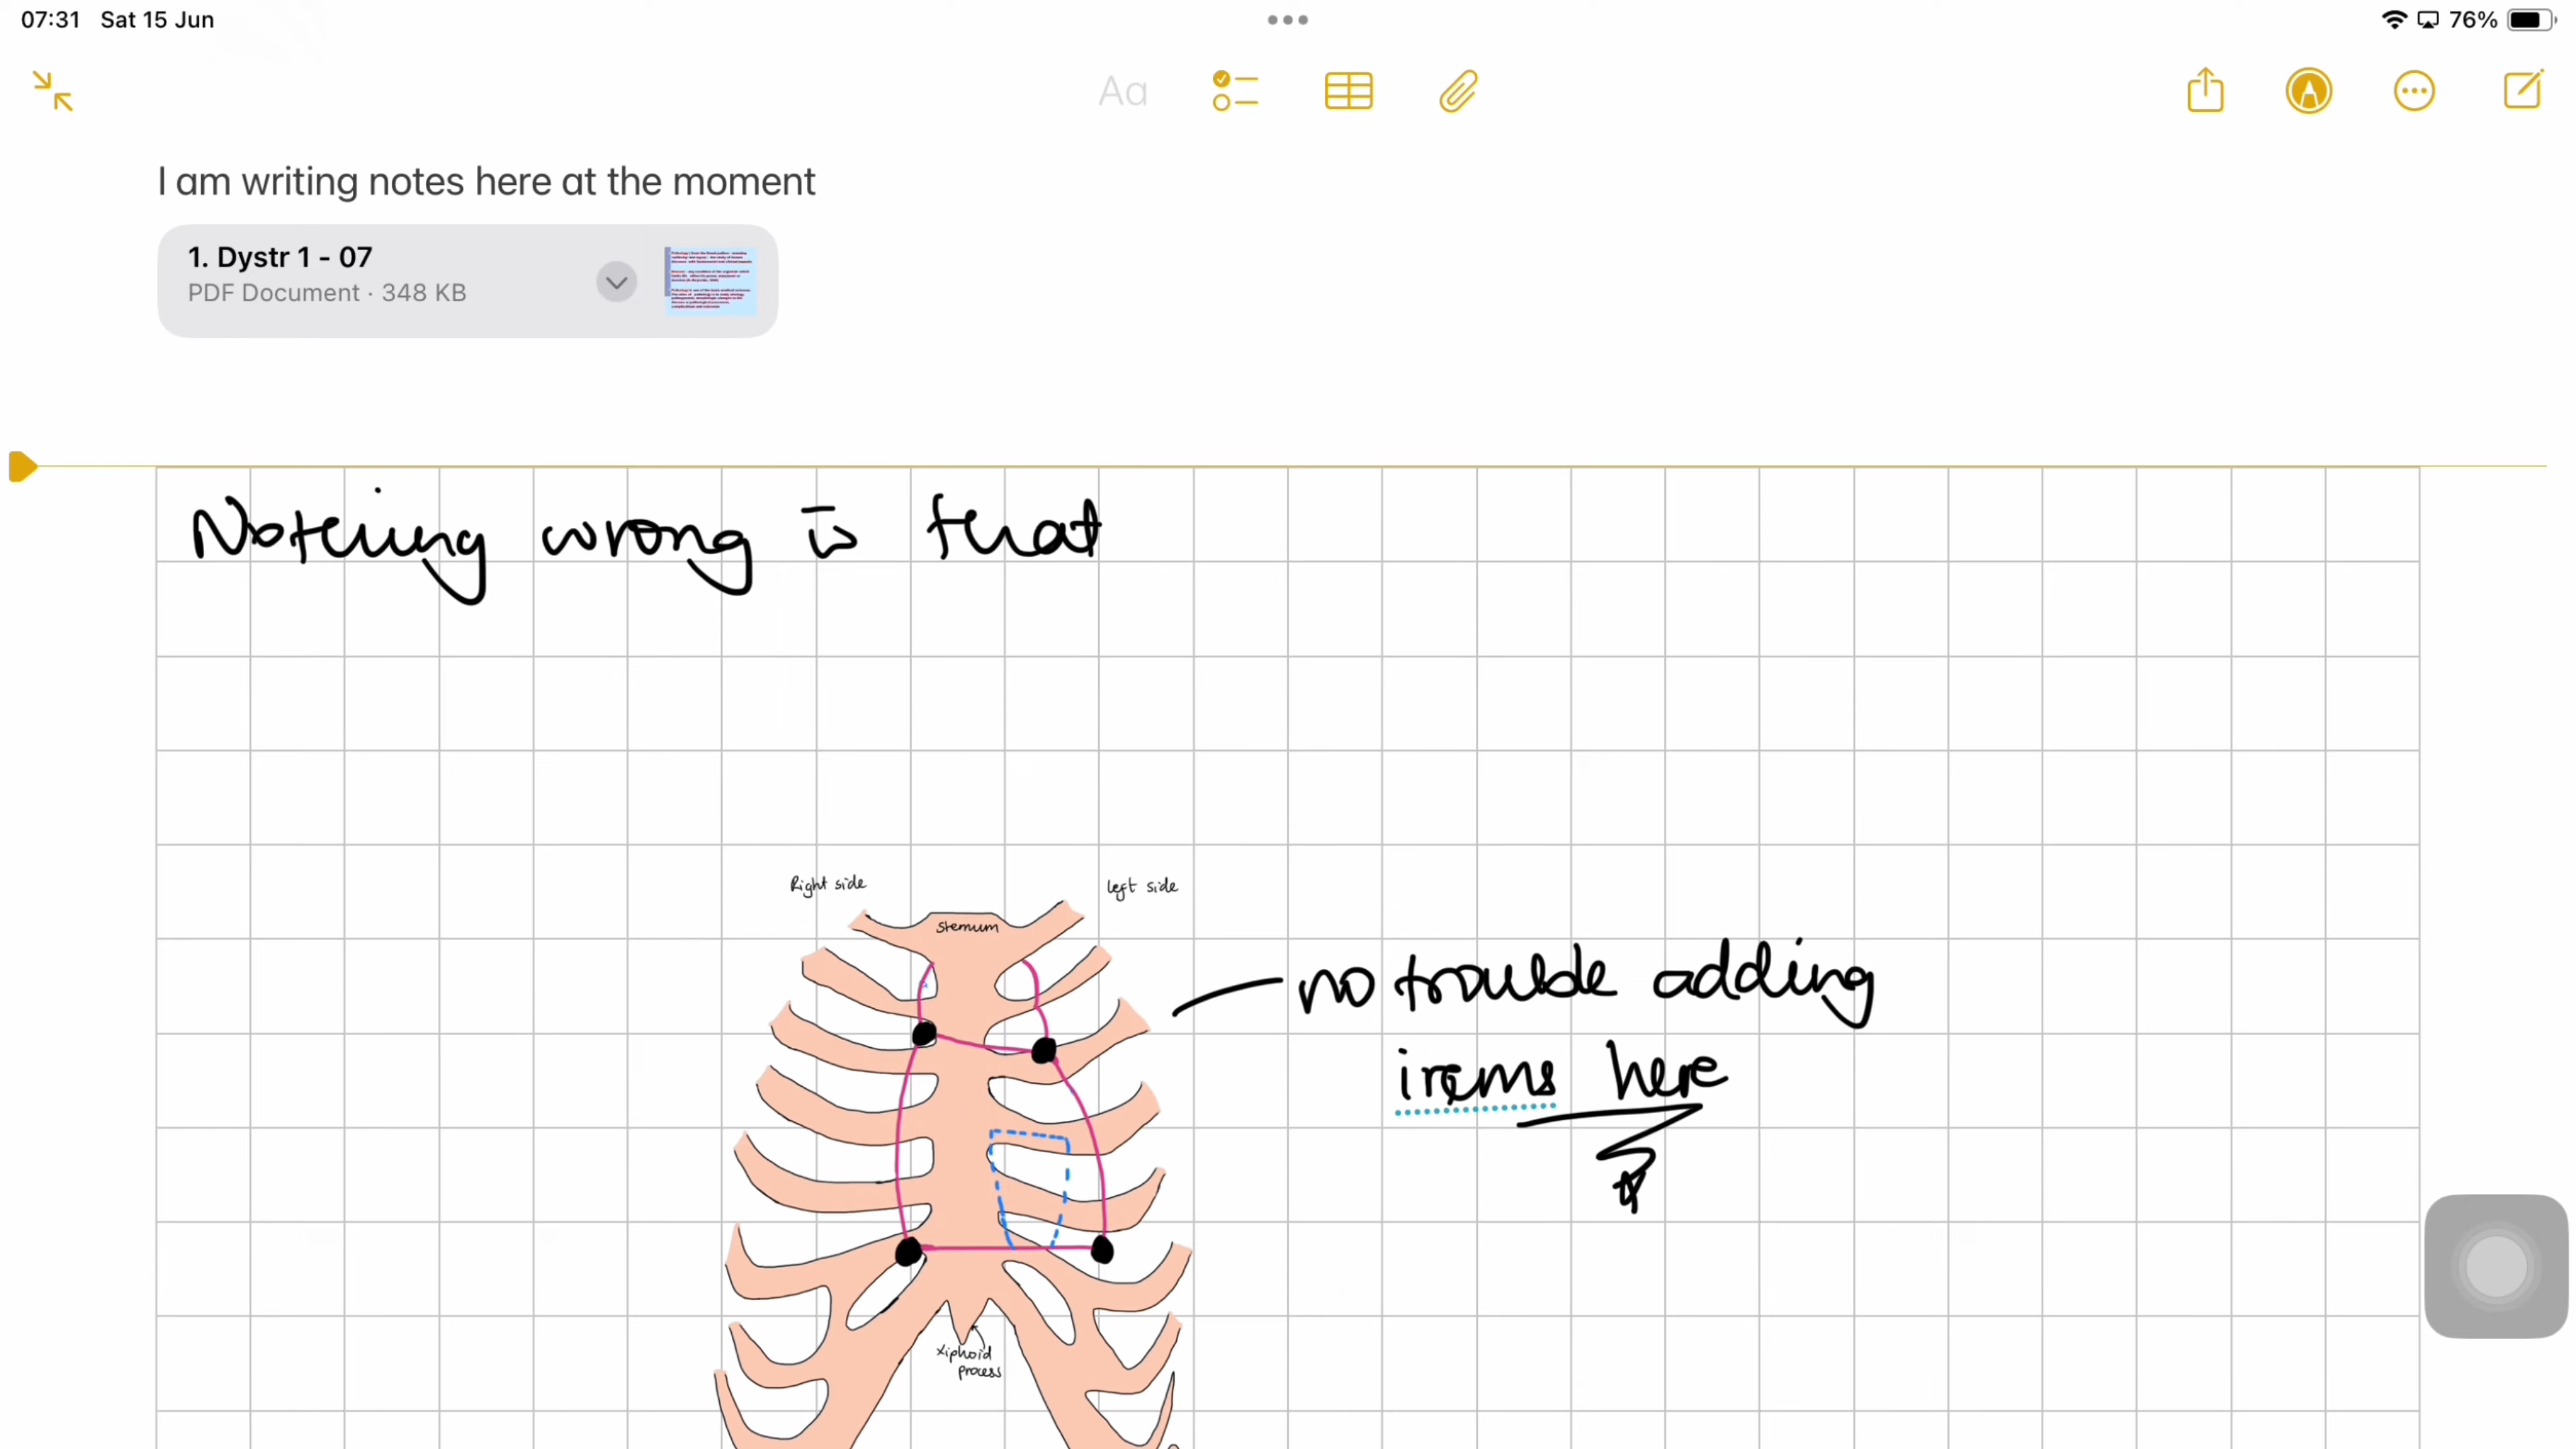 07:31 Sat 15 Jun
76%
Aa
I am writing notes here at the moment
1. Dystr 1 - 07
PDF Document · 348 KB
Nothing wrong is that
Right side
Left side
Sternum
no trouble adding
irems here
Xiphoid
process